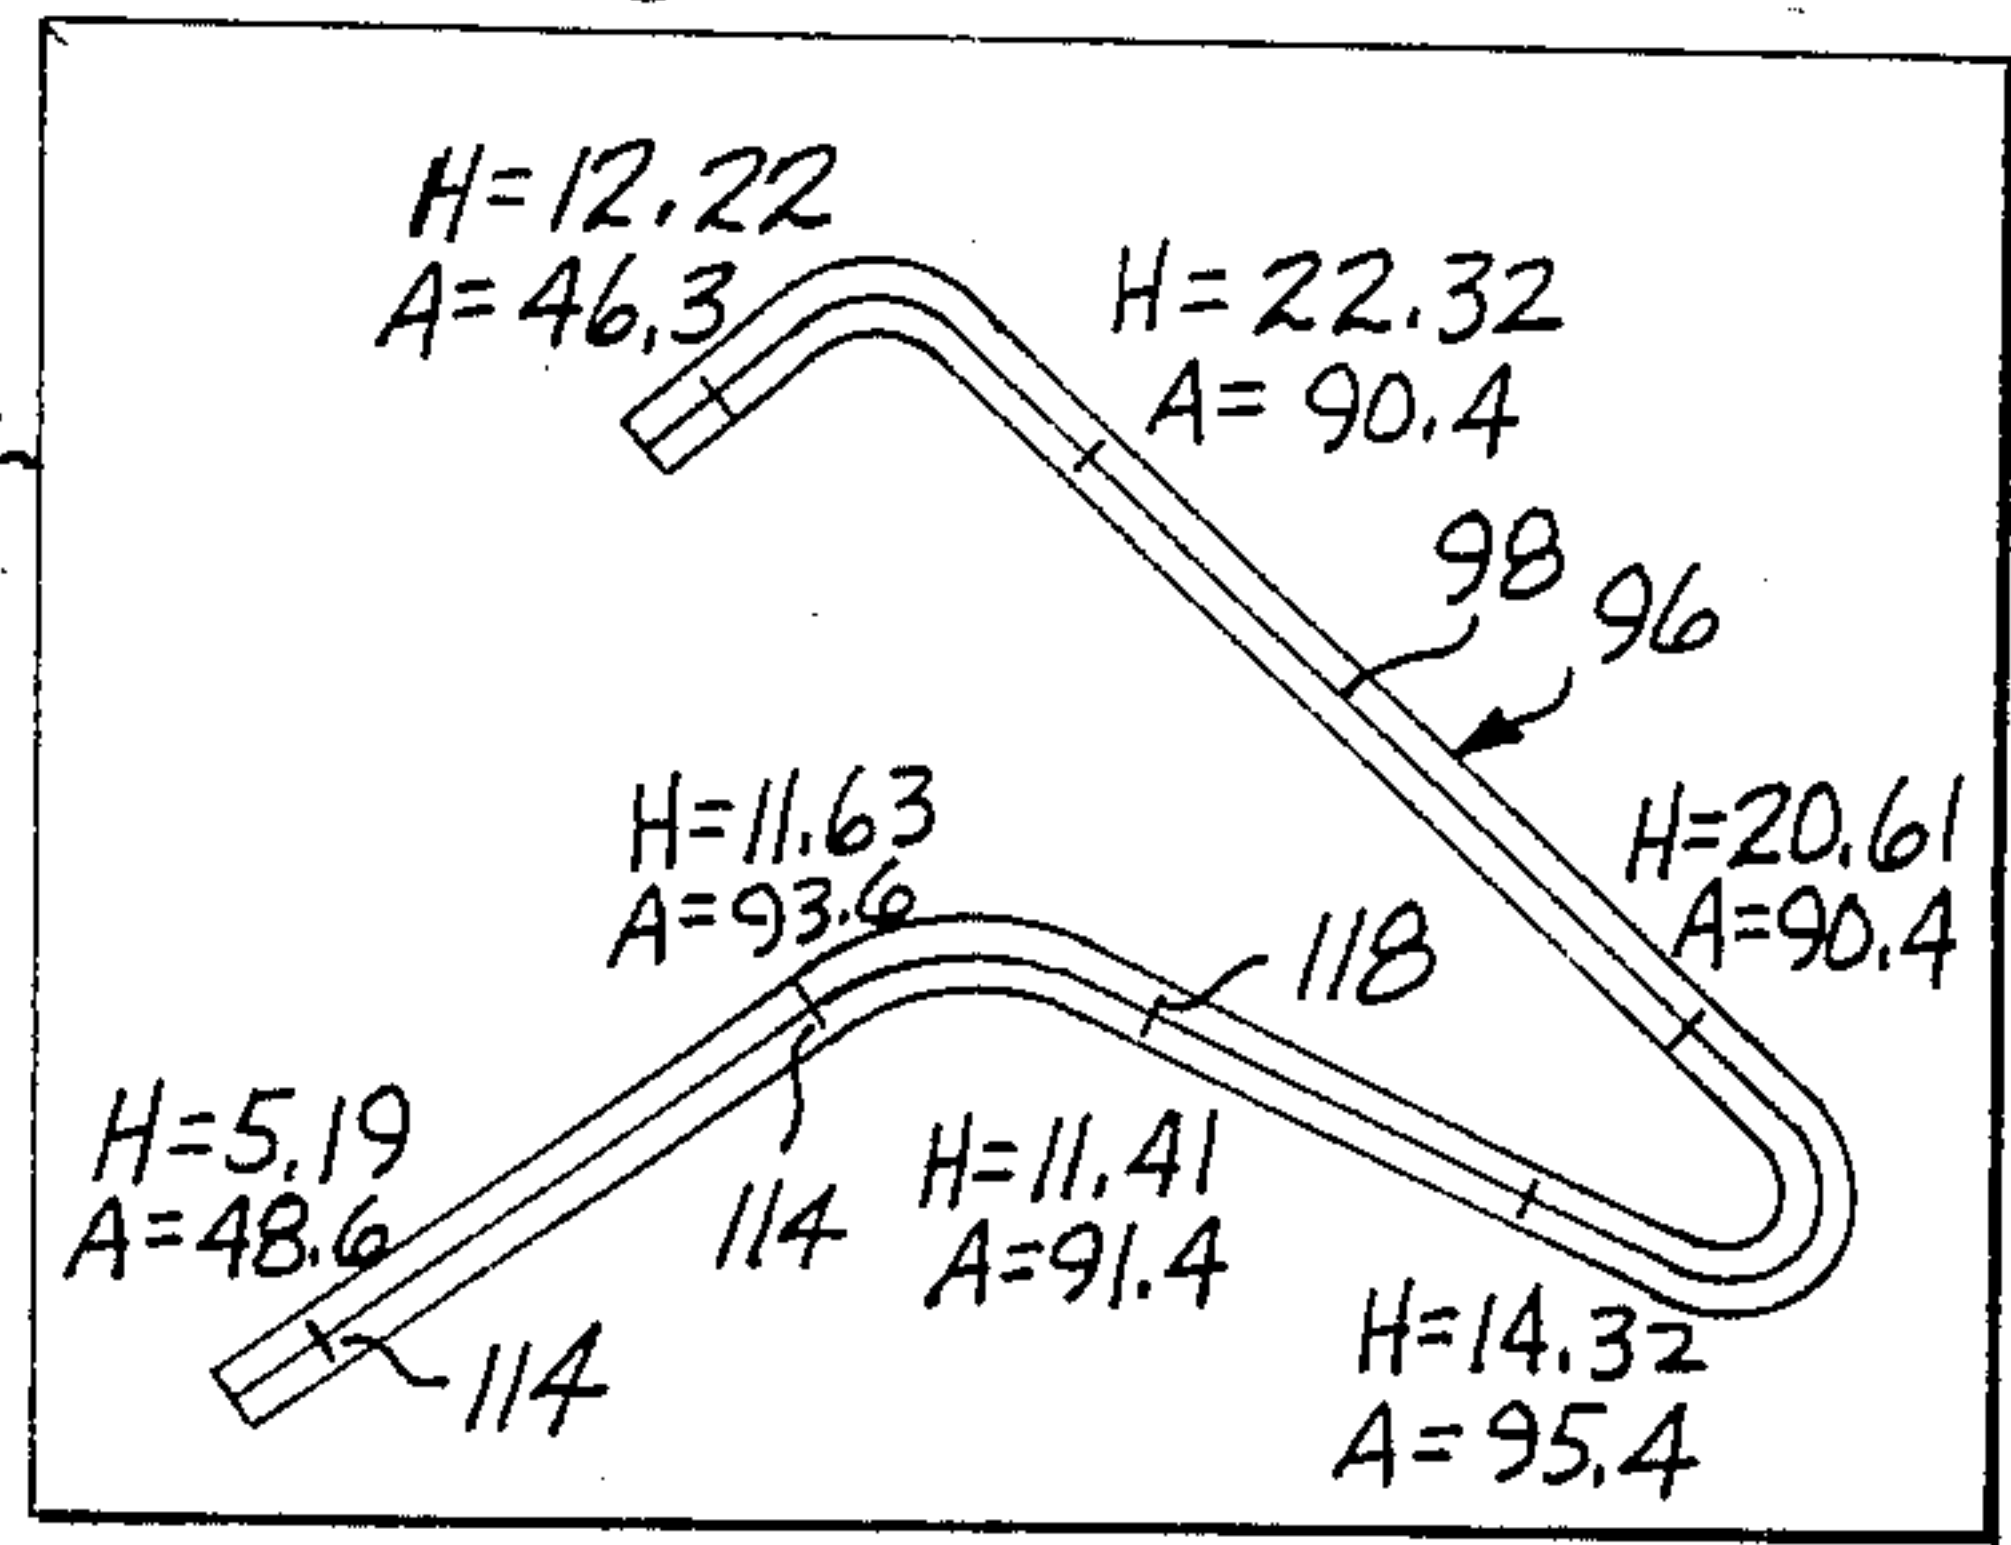 H=12.22
A=46.3
H=22.32
A=90.4
98
96
H=20.61
A=90.4
H=11.63
A=93.6
118
H=5.19
A=48.6
114
H=11.41
A=91.4
114
H=14.32
A=95.4